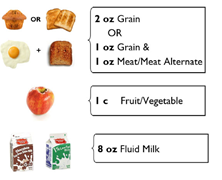 OR
2 oz Grain
OR
+
1 oz Grain &
1 oz Meat/Meat Alternate
1 c Fruit/Vegetable
8 oz Fluid Milk